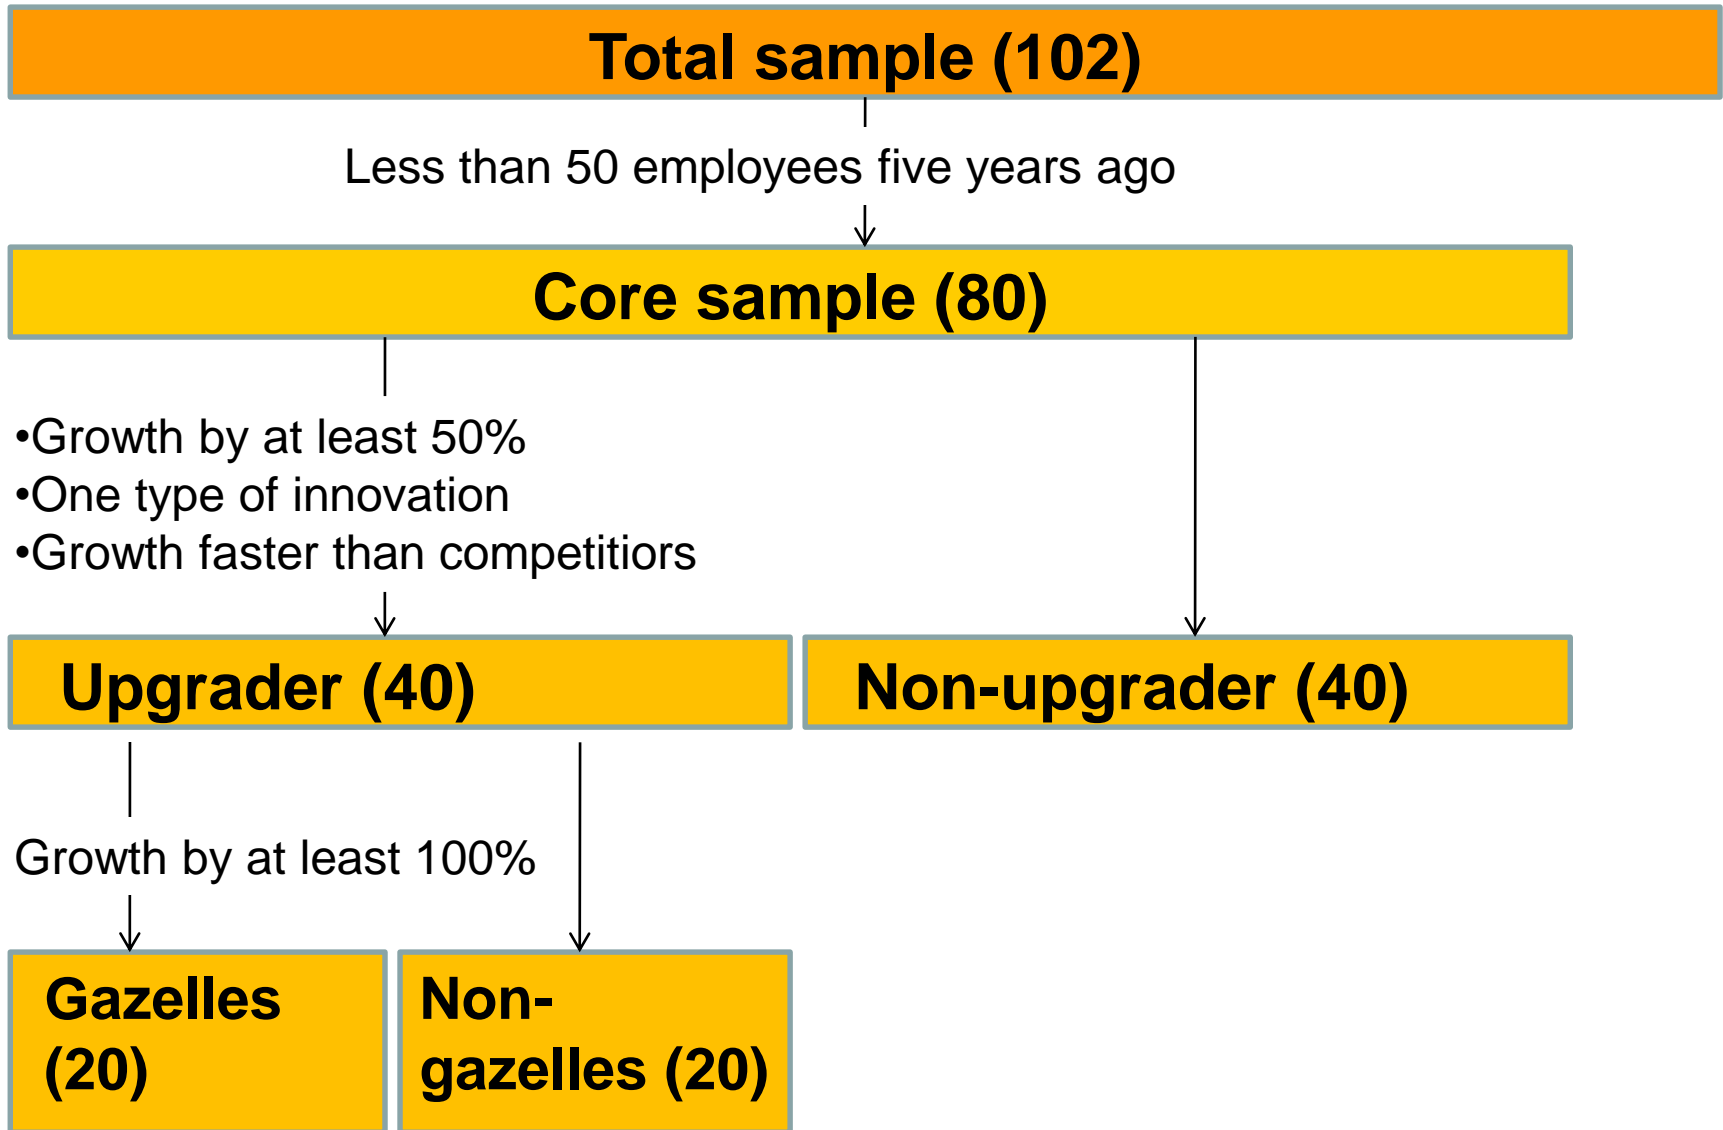 Total sample (102)
Less than 50 employees five years ago
Core sample (80)
•Growth by at least 50%
•One type of innovation
•Growth faster than competitiors
Upgrader (40)
Non-upgrader (40)
Growth by at least 100%
Gazelles
(20)
Non-
gazelles (20)